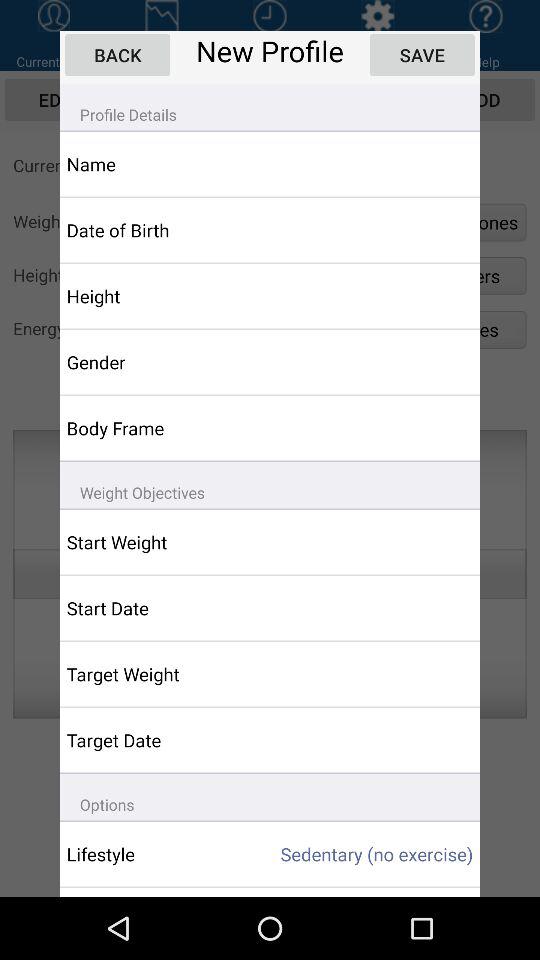 Current
elp
BACK New Profile SAVE
ED
DD
Profile Details
Curren
Name
Weigh
ones
Date of Birth
Height
ers
Height
Energy
es
Gender
Body Frame
Weight Objectives
Start Weight
Start Date
Target Weight
Target Date
Options
Lifestyle Sedentary (no exercise)